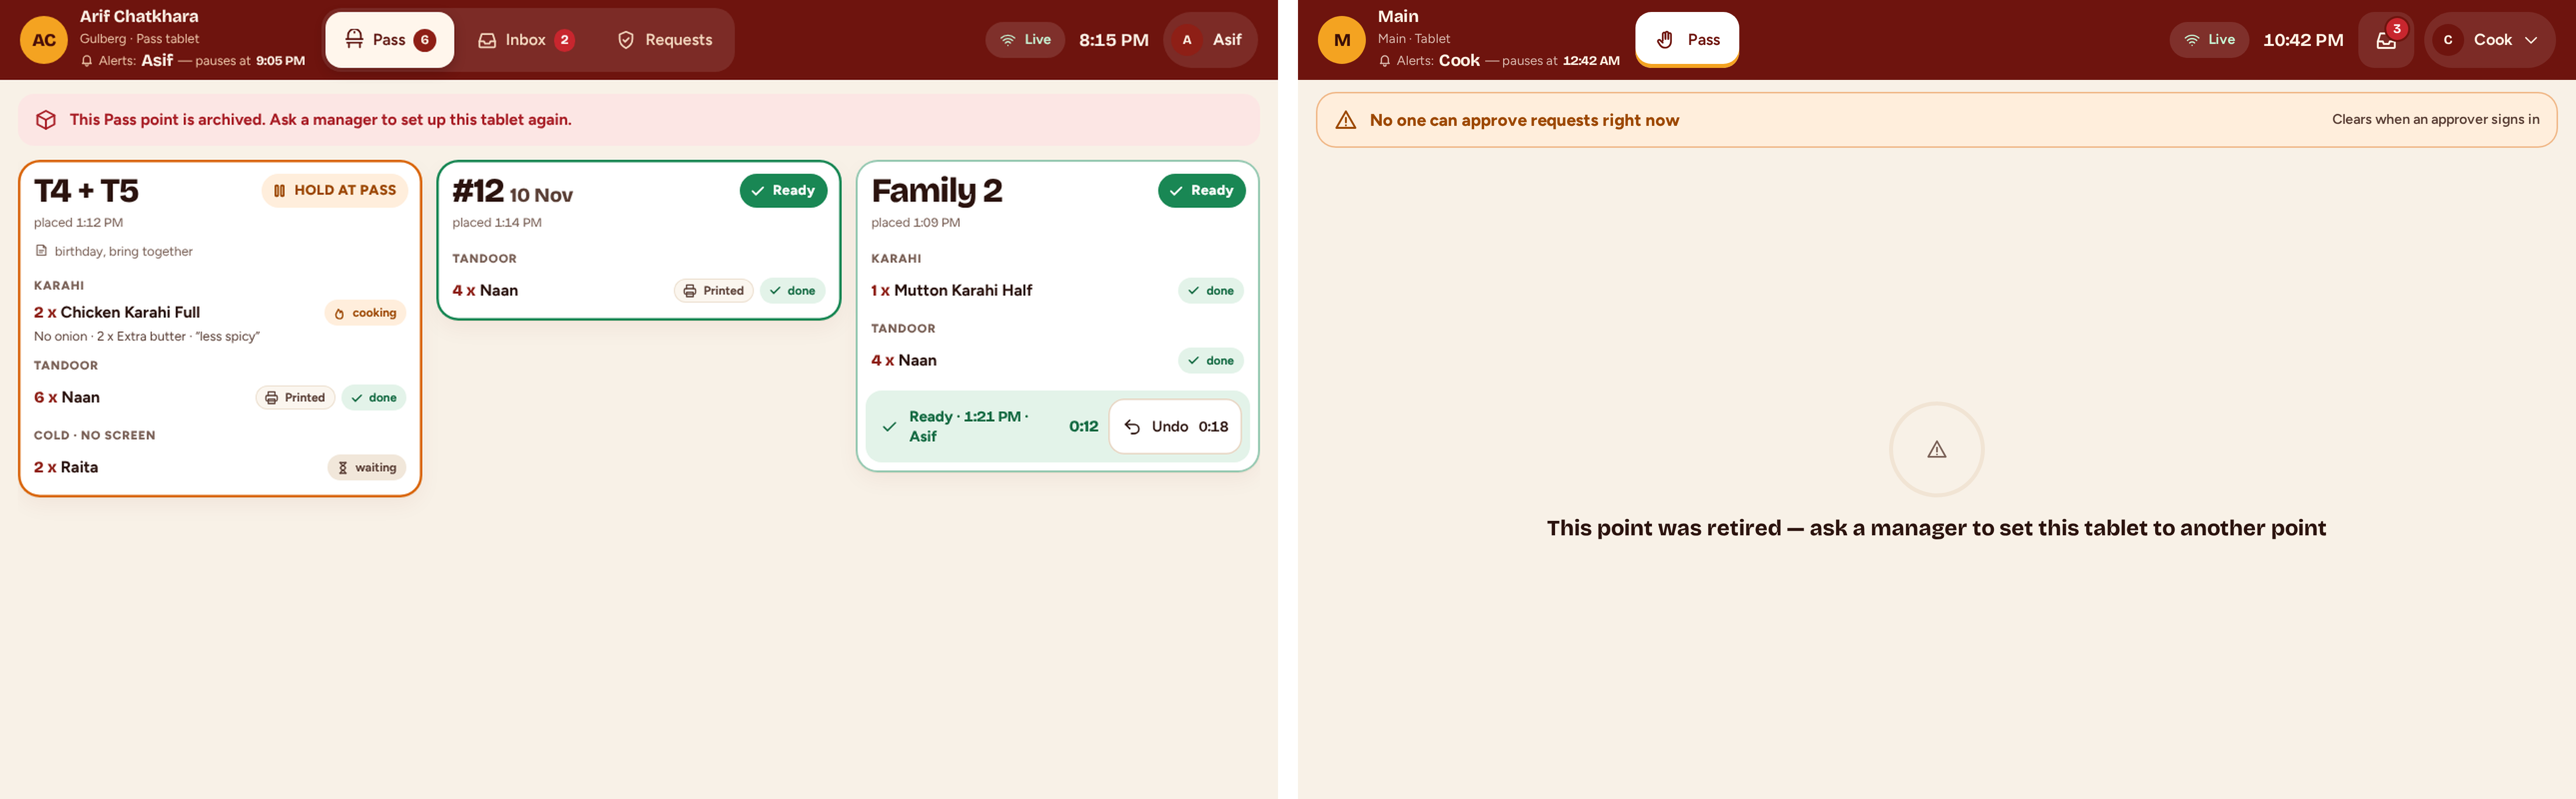 AC
Arif Chatkhara
Gulberg · Pass tablet
Alerts: Asif — pauses at 9:05 PM
Pass 6
Inbox 2
Requests
Live
8:15 PM
A Asif
This Pass point is archived. Ask a manager to set up this tablet again.
T4 + T5
HOLD AT PASS
placed 1:12 PM
birthday, bring together
KARAHI
2 x Chicken Karahi Full
cooking
No onion · 2 x Extra butter · “less spicy”
TANDOOR
6 x Naan
Printed
done
COLD · NO SCREEN
2 x Raita
waiting
#12 10 Nov
Ready
placed 1:14 PM
TANDOOR
4 x Naan
Printed
done
Family 2
Ready
placed 1:09 PM
KARAHI
1 x Mutton Karahi Half
done
TANDOOR
4 x Naan
done
Ready · 1:21 PM ·
Asif
0:12
Undo 0:18
M
Main
Main · Tablet
Alerts: Cook — pauses at 12:42 AM
Pass
Live
10:42 PM
3
C Cook
No one can approve requests right now
Clears when an approver signs in
This point was retired — ask a manager to set this tablet to another point